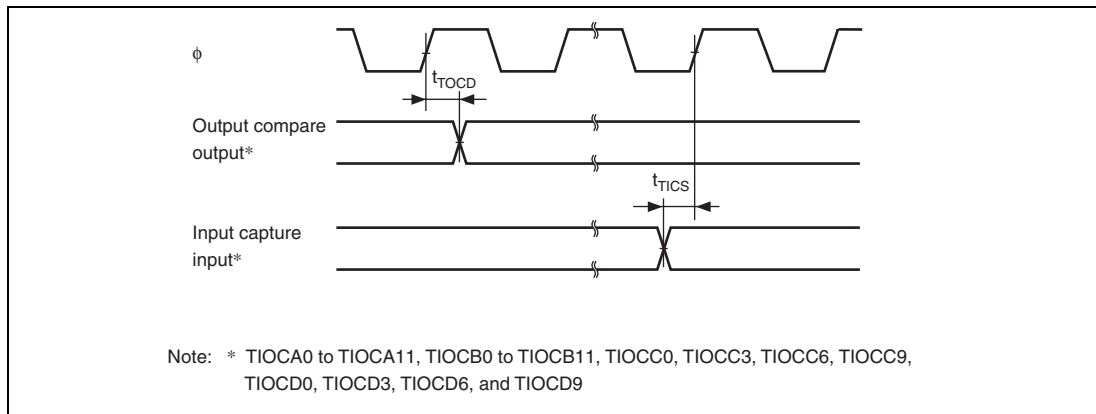 ϕ
tTOCD
Output compare
output*
tTICS
Input capture
input*
Note: * TIOCA0 to TIOCA11, TIOCB0 to TIOCB11, TIOCC0, TIOCC3, TIOCC6, TIOCC9,
TIOCD0, TIOCD3, TIOCD6, and TIOCD9